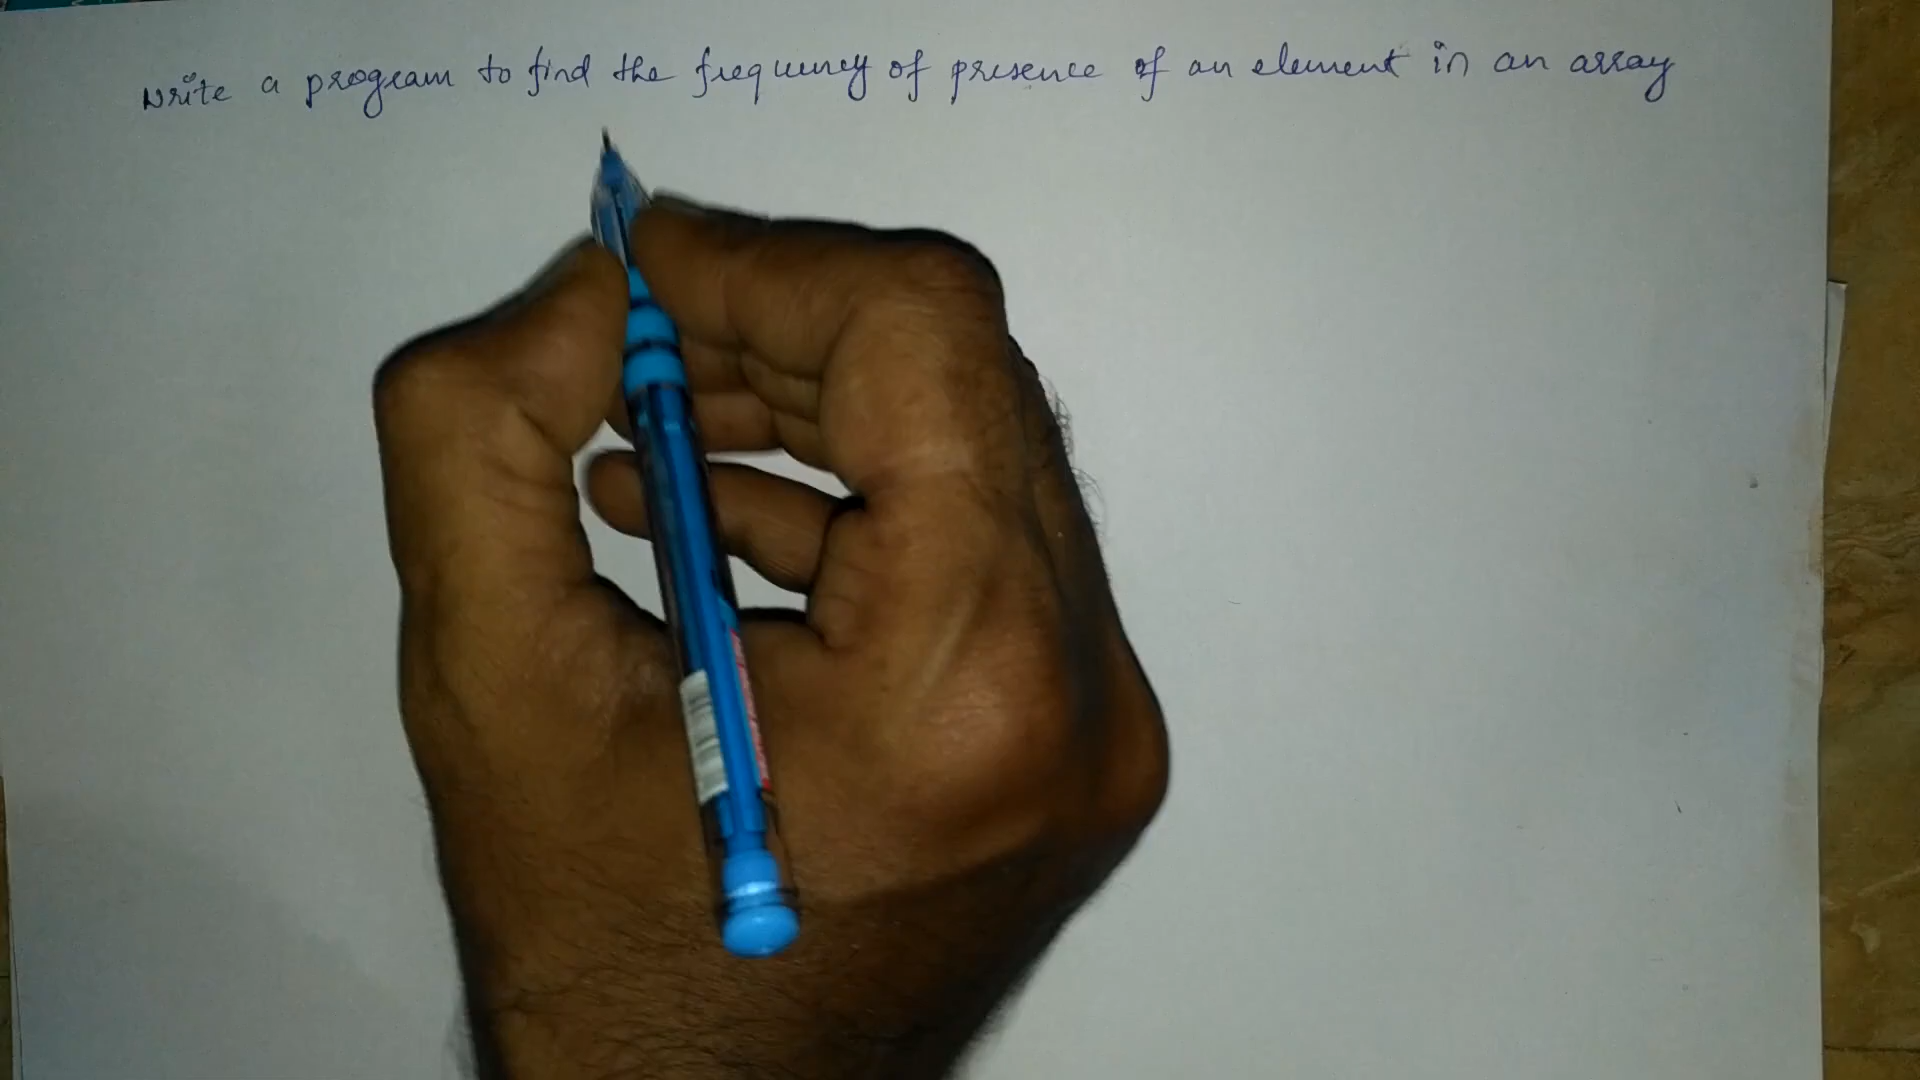 write a program to find the frequency of presence of an element in an array